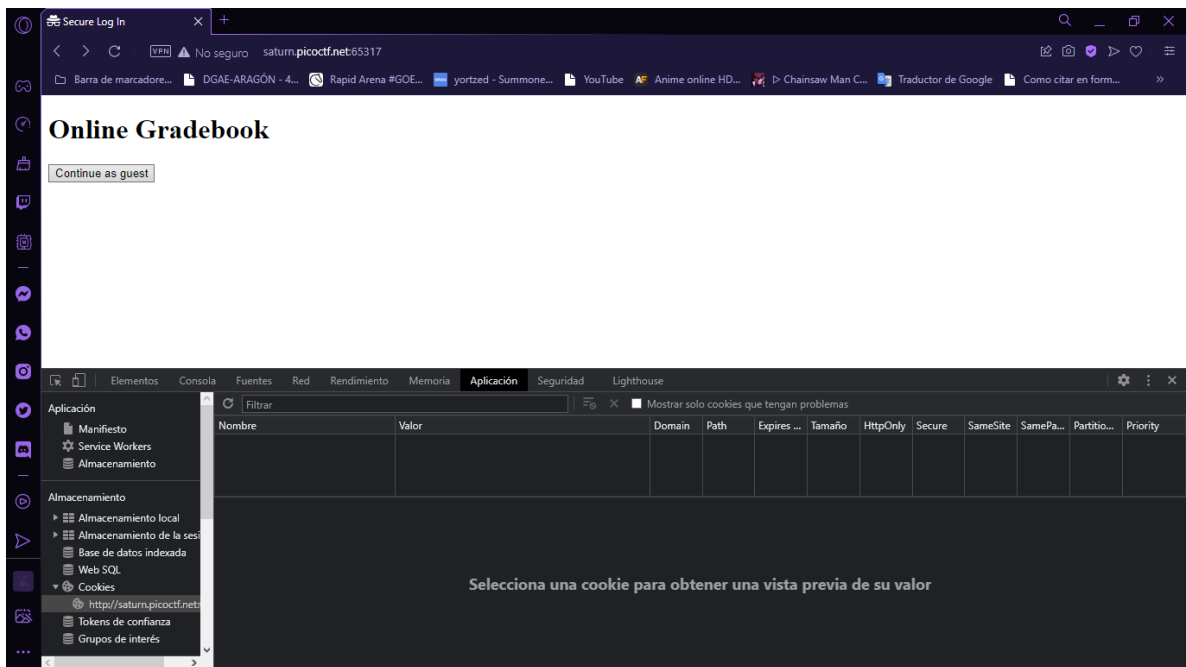 Secure Log In
VPN No seguro saturn.picoctf.net:65317
Barra de marcadore... DGAE-ARAGÓN - 4... Rapid Arena #GOE... yortzed - Summone... YouTube AF Anime online HD... ▷ Chainsaw Man C... Traductor de Google Como citar en form... »
Online Gradebook
Continue as guest
Elementos Consola Fuentes Red Rendimiento Memoria Aplicación Seguridad Lighthouse
Aplicación
Manifiesto
Service Workers
Almacenamiento
Almacenamiento
Almacenamiento local
Almacenamiento de la sesi
Base de datos indexada
Web SQL
Cookies
http://saturn.picoctf.net:
Tokens de confianza
Grupos de interés
Filtrar Mostrar solo cookies que tengan problemas
Nombre Valor Domain Path Expires ... Tamaño HttpOnly Secure SameSite SamePa... Partitio... Priority
Selecciona una cookie para obtener una vista previa de su valor